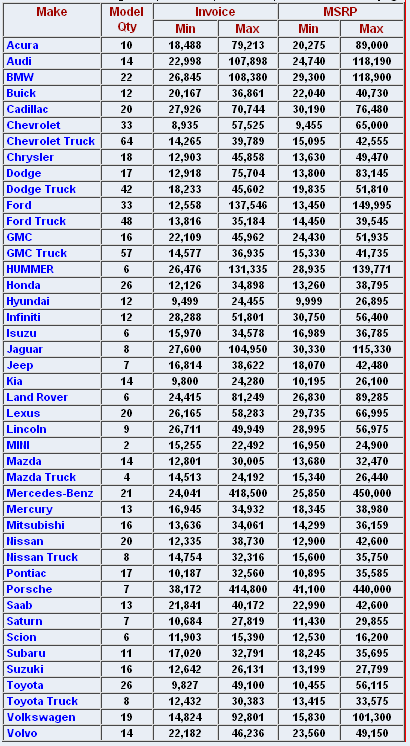 Make Model Qty Invoice MSRP
Min Max Min Max
Acura 10 18,488 79,213 20,275 89,000
Audi 14 22,998 107,898 24,740 118,190
BMW 22 26,845 108,380 29,300 118,900
Buick 12 20,167 36,861 22,040 40,730
Cadillac 20 27,926 70,744 30,190 76,480
Chevrolet 33 8,935 57,525 9,455 65,000
Chevrolet Truck 64 14,265 39,789 15,095 42,555
Chrysler 18 12,903 45,858 13,630 49,470
Dodge 17 12,918 75,704 13,800 83,145
Dodge Truck 42 18,233 45,602 19,835 51,810
Ford 33 12,558 137,546 13,450 149,995
Ford Truck 48 13,816 35,184 14,450 39,545
GMC 16 22,109 45,962 24,430 51,935
GMC Truck 57 14,577 36,935 15,330 41,735
HUMMER 6 26,476 131,335 28,935 139,771
Honda 26 12,126 34,898 13,260 38,795
Hyundai 12 9,499 24,455 9,999 26,895
Infiniti 12 28,288 51,801 30,750 56,400
Isuzu 6 15,970 34,578 16,989 36,785
Jaguar 8 27,600 104,950 30,330 115,330
Jeep 7 16,814 38,622 18,070 42,480
Kia 14 9,800 24,280 10,195 26,100
Land Rover 6 24,415 81,249 26,830 89,285
Lexus 20 26,165 58,283 29,735 66,995
Lincoln 9 26,711 49,949 28,995 56,975
MINI 2 15,255 22,492 16,950 24,900
Mazda 14 12,801 30,005 13,680 32,470
Mazda Truck 4 14,513 24,192 15,340 26,440
Mercedes-Benz 21 24,041 418,500 25,850 450,000
Mercury 13 16,945 34,932 18,345 38,980
Mitsubishi 16 13,636 34,061 14,299 36,159
Nissan 20 12,335 38,730 12,900 42,600
Nissan Truck 8 14,754 32,316 15,600 35,750
Pontiac 17 10,187 32,560 10,895 35,585
Porsche 7 38,172 414,800 41,100 440,000
Saab 13 21,841 40,172 22,990 42,600
Saturn 7 10,684 27,819 11,430 29,855
Scion 6 11,903 15,390 12,530 16,200
Subaru 11 17,020 32,791 18,245 35,695
Suzuki 16 12,642 26,131 13,199 27,799
Toyota 26 9,827 49,100 10,455 56,115
Toyota Truck 8 12,432 30,383 13,415 33,575
Volkswagen 19 14,824 92,801 15,830 101,300
Volvo 14 22,182 46,236 23,560 49,150